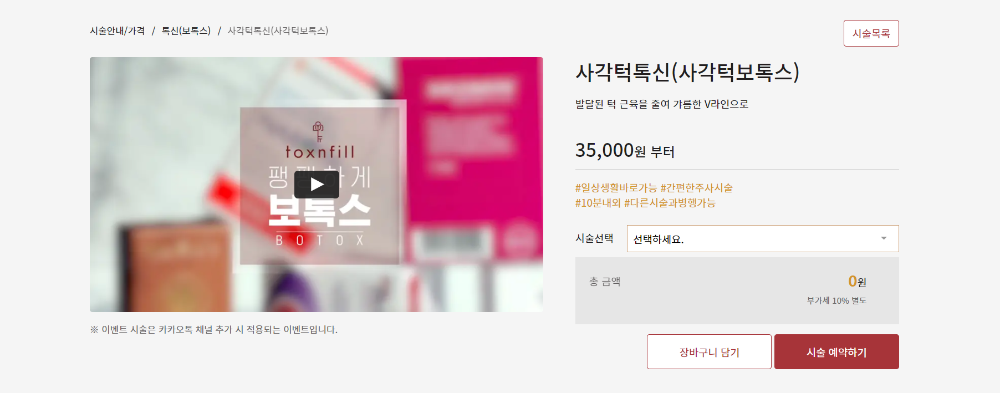 시술안내/가격 / 톡신(보톡스) / 사각턱톡신(사각턱보톡스)
시술목록
toxnfill
보톡스
BOTOX
※ 이벤트 시술은 카카오톡 채널 추가 시 적용되는 이벤트입니다.
사각턱톡신(사각턱보톡스)
발달된 턱 근육을 줄여 갸름한 V라인으로
35,000원 부터
#일상생활바로가능 #간편한주사시술
#10분내외 #다른시술과병행가능
시술선택 선택하세요.
총 금액 0원
부가세 10% 별도
장바구니 담기 시술 예약하기